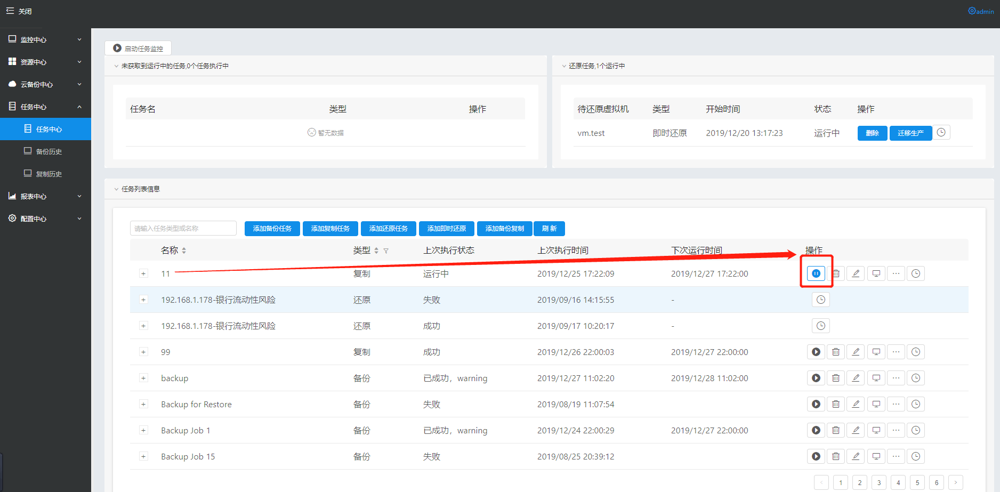 关闭
admin
监控中心
资源中心
云备份中心
任务中心
任务中心
备份历史
复制历史
报表中心
配置中心
启动任务监控
未获取到运行中的任务,0个任务执行中
任务名 类型 操作
暂无数据
还原任务,1个运行中
待还原虚拟机 类型 开始时间 状态 操作
vm.test 即时还原 2019/12/20 13:17:23 运行中 删除 迁移生产
任务列表信息
请输入任务类型或名称 添加备份任务 添加复制任务 添加还原任务 添加即时还原 添加备份复制 刷 新
名称 类型 上次执行状态 上次执行时间 下次运行时间 操作
+ 11 复制 运行中 2019/12/25 17:22:09 2019/12/27 17:22:00 ···
+ 192.168.1.178-银行流动性风险 还原 失败 2019/09/16 14:15:55 -
+ 192.168.1.178-银行流动性风险 还原 成功 2019/09/17 10:20:17 -
+ 99 复制 成功 2019/12/26 22:00:03 2019/12/27 22:00:00 ···
+ backup 备份 已成功，warning 2019/12/27 11:02:20 2019/12/28 11:02:00 ···
+ Backup for Restore 备份 失败 2019/08/19 11:07:54 ···
+ Backup Job 1 备份 已成功，warning 2019/12/24 22:00:29 2019/12/27 22:00:00 ···
+ Backup Job 15 备份 失败 2019/08/25 20:39:12 ···
< 1 2 3 4 5 6 >